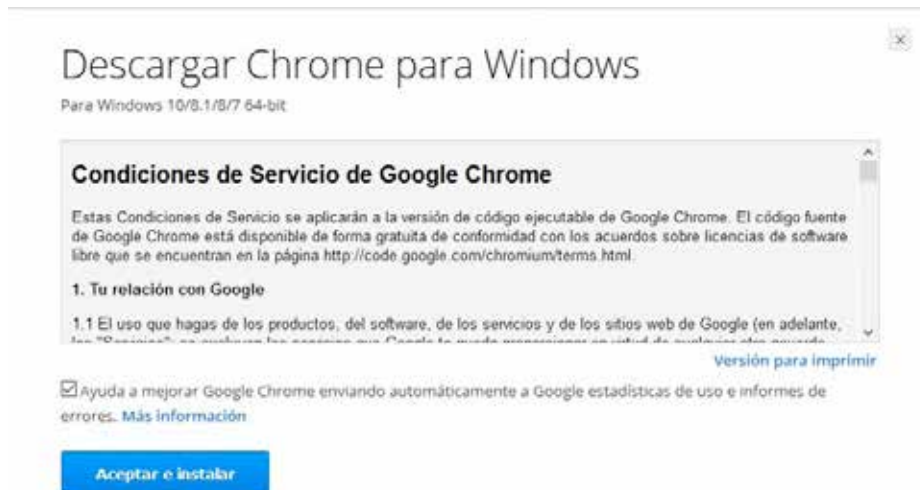 Descargar Chrome para Windows
Para Windows 10/8.1/8/7 64-bit
Condiciones de Servicio de Google Chrome
Estas Condiciones de Servicio se aplicarán a la versión de código ejecutable de Google Chrome. El código fuente
de Google Chrome está disponible de forma gratuita de conformidad con los acuerdos sobre licencias de software
libre que se encuentran en la página http://code.google.com/chromium/terms.html.
1. Tu relación con Google
1.1 El uso que hagas de los productos, del software, de los servicios y de los sitios web de Google (en adelante,
Versión para imprimir
Ayuda a mejorar Google Chrome enviando automáticamente a Google estadísticas de uso e informes de
errores. Más información
Aceptar e instalar